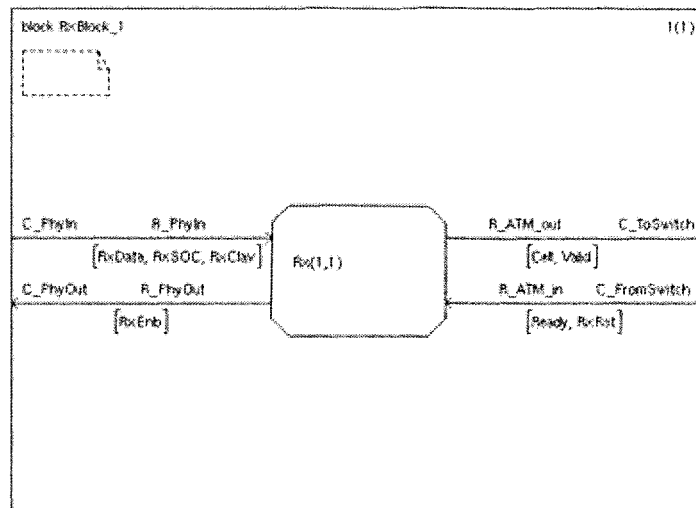 block RxBlock_1 1(1)
C_PhyIn R_PhyIn R_ATM_out C_ToSwitch
[RxData, RxSOC, RxClav] [Cell, Valid]
Rx(1,1)
C_PhyOut R_PhyOut R_ATM_in C_FromSwitch
[RxEnb] [Ready, RxRst]